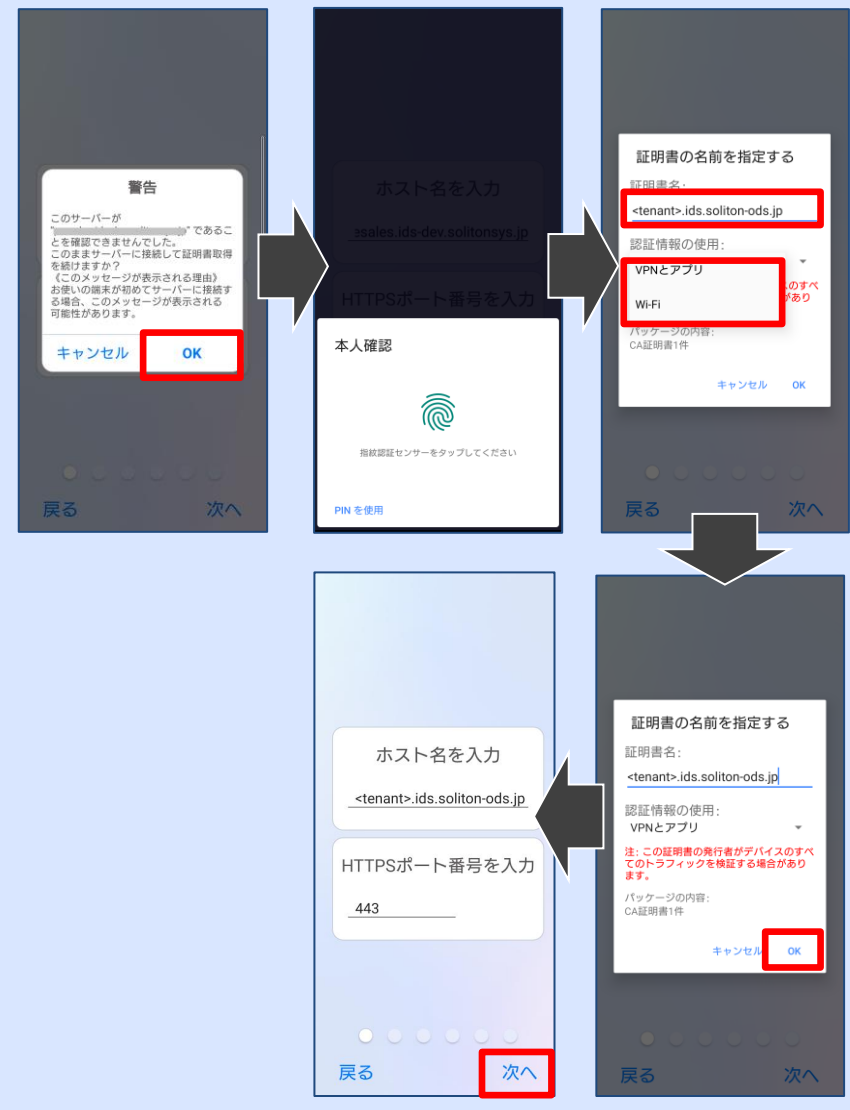 警告
このサーバーが
" " であるこ
とを確認できませんでした。
このままサーバーに接続して証明書取得
を続けますか？
《このメッセージが表示される理由》
お使いの端末が初めてサーバーに接続す
る場合、このメッセージが表示される
可能性があります。
キャンセル OK
戻る 次へ
ホスト名を入力
esales.ids-dev.solitonsys.jp
HTTPSポート番号を入力
本人確認
指紋認証センサーをタップしてください
PIN を使用
証明書の名前を指定する
証明書名:
<tenant>.ids.soliton-ods.jp
認証情報の使用:
VPNとアプリ
スのすべ
があり
Wi-Fi
パッケージの内容:
CA証明書1件
キャンセル OK
戻る 次へ
証明書の名前を指定する
証明書名:
<tenant>.ids.soliton-ods.jp
認証情報の使用:
VPNとアプリ
注: この証明書の発行者がデバイスのすべ
てのトラフィックを検証する場合があり
ます。
パッケージの内容:
CA証明書1件
キャンセル OK
戻る 次へ
ホスト名を入力
<tenant>.ids.soliton-ods.jp
HTTPSポート番号を入力
443
戻る 次へ